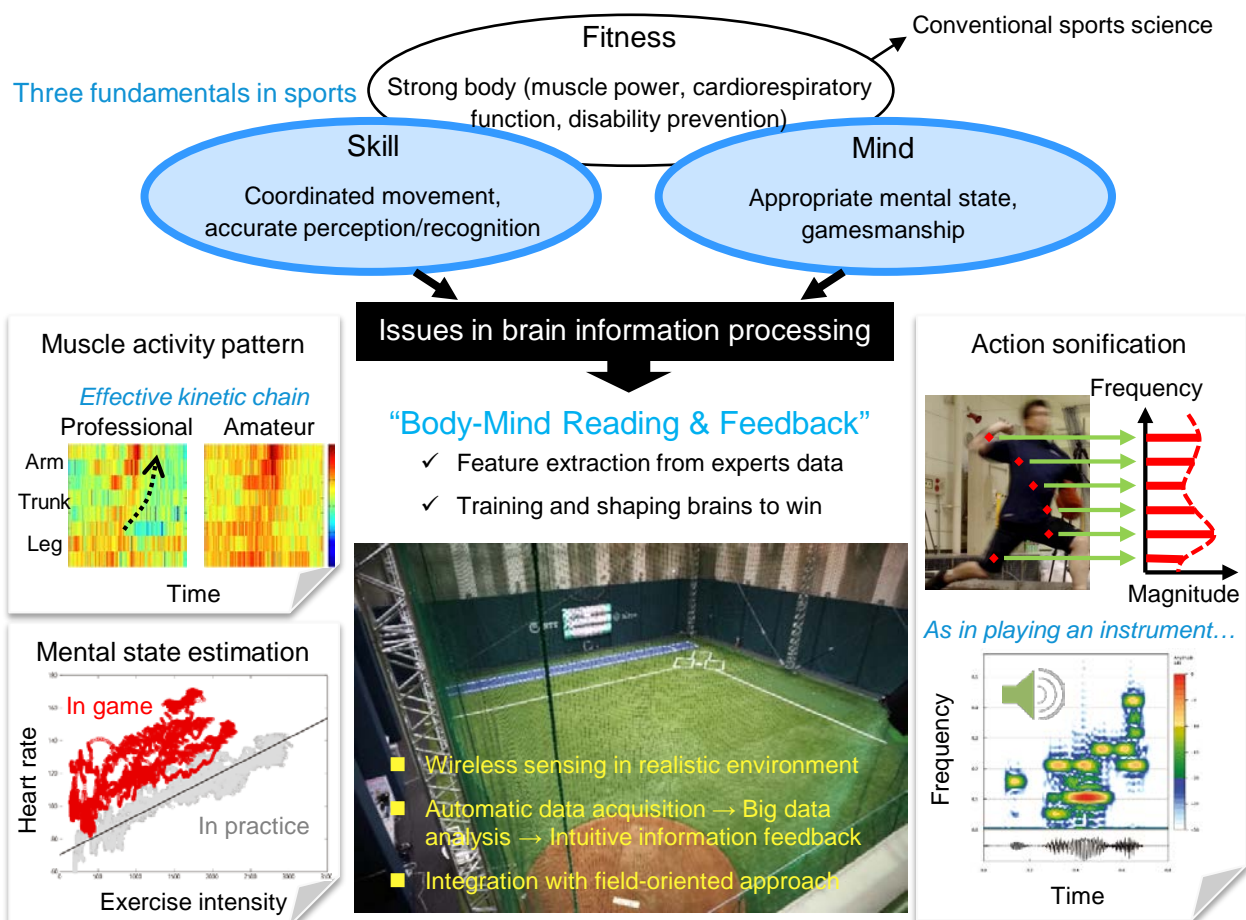 Fitness
Conventional sports science
Three fundamentals in sports
Strong body (muscle power, cardiorespiratory
function, disability prevention)
Skill
Coordinated movement,
accurate perception/recognition
Mind
Appropriate mental state,
gamesmanship
Issues in brain information processing
"Body-Mind Reading & Feedback"
✓ Feature extraction from experts data
✓ Training and shaping brains to win
Muscle activity pattern
Effective kinetic chain
Professional Amateur
Arm
Trunk
Leg
Time
Mental state estimation
In game
In practice
Heart rate
Exercise intensity
Wireless sensing in realistic environment
Automatic data acquisition → Big data
analysis → Intuitive information feedback
Integration with field-oriented approach
Action sonification
Frequency
Magnitude
As in playing an instrument…
Frequency
Time